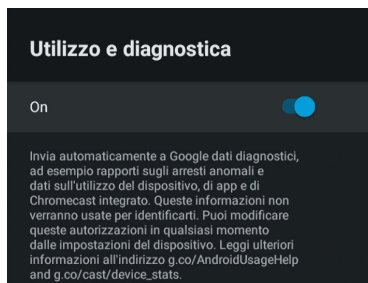 Utilizzo e diagnostica
On
Invia automaticamente a Google dati diagnostici,
ad esempio rapporti sugli arresti anomali e
dati sull'utilizzo del dispositivo, di app e di
Chromecast integrato. Queste informazioni non
verranno usate per identificarti. Puoi modificare
queste autorizzazioni in qualsiasi momento
dalle impostazioni del dispositivo. Leggi ulteriori
informazioni all'indirizzo g.co/AndroidUsageHelp
and g.co/cast/device_stats.